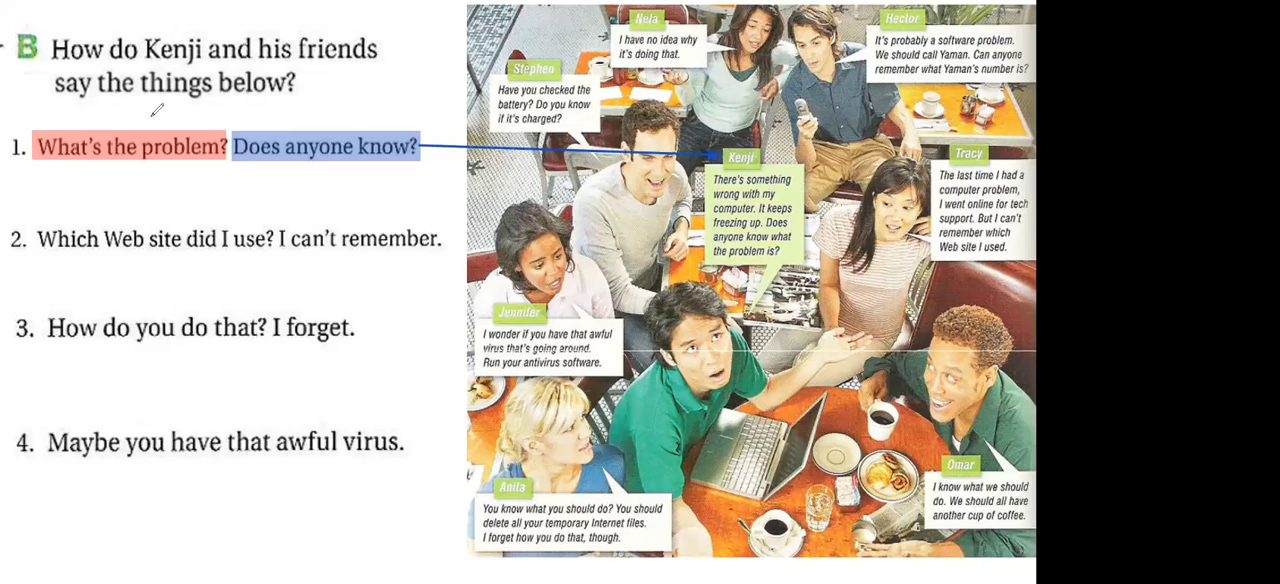 B How do Kenji and his friends
say the things below?
1. What's the problem? Does anyone know?
2. Which Web site did I use? I can't remember.
3. How do you do that? I forget.
4. Maybe you have that awful virus.
Nela
I have no idea why
it's doing that.
Hector
It's probably a software problem.
We should call Yaman. Can anyone
remember what Yaman's number is?
Stephen
Have you checked the
battery? Do you know
if it's charged?
Kenji
There's something
wrong with my
computer. It keeps
freezing up. Does
anyone know what
the problem is?
Tracy
The last time I had a
computer problem,
I went online for tech
support. But I can't
remember which
Web site I used.
Jennifer
I wonder if you have that awful
virus that's going around.
Run your antivirus software.
Anita
You know what you should do? You should
delete all your temporary Internet files.
I forget how you do that, though.
Omar
I know what we should
do. We should all have
another cup of coffee.